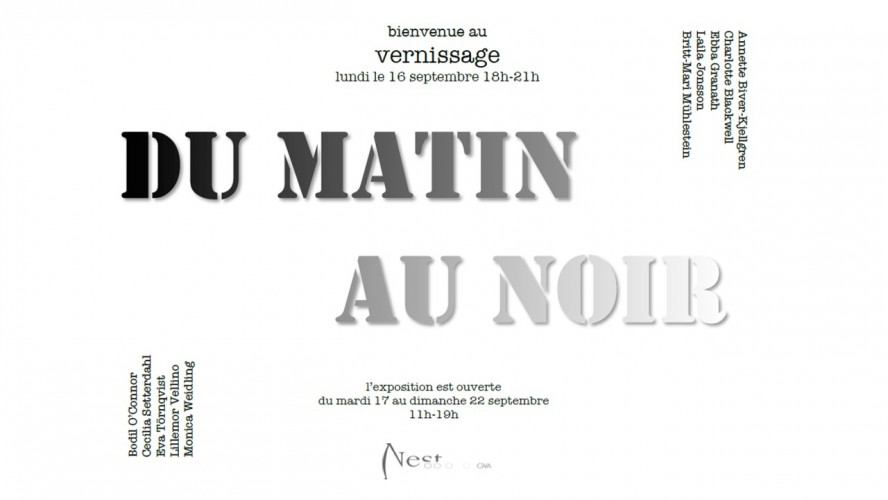 bienvenue au
vernissage
lundi le 16 septembre 18h-21h
Annette Biver-Kjellgren
Charlotte Blackwell
Ebba Granath
Laila Jonsson
Britt-Mari Mühlestein
DU MATIN
AU NOIR
Bodil O'Connor
Cecilia Setterdahl
Eva Törnqvist
Lillemor Vellino
Monica Weidling
l'exposition est ouverte
du mardi 17 au dimanche 22 septembre
11h-19h
Nest
GVA